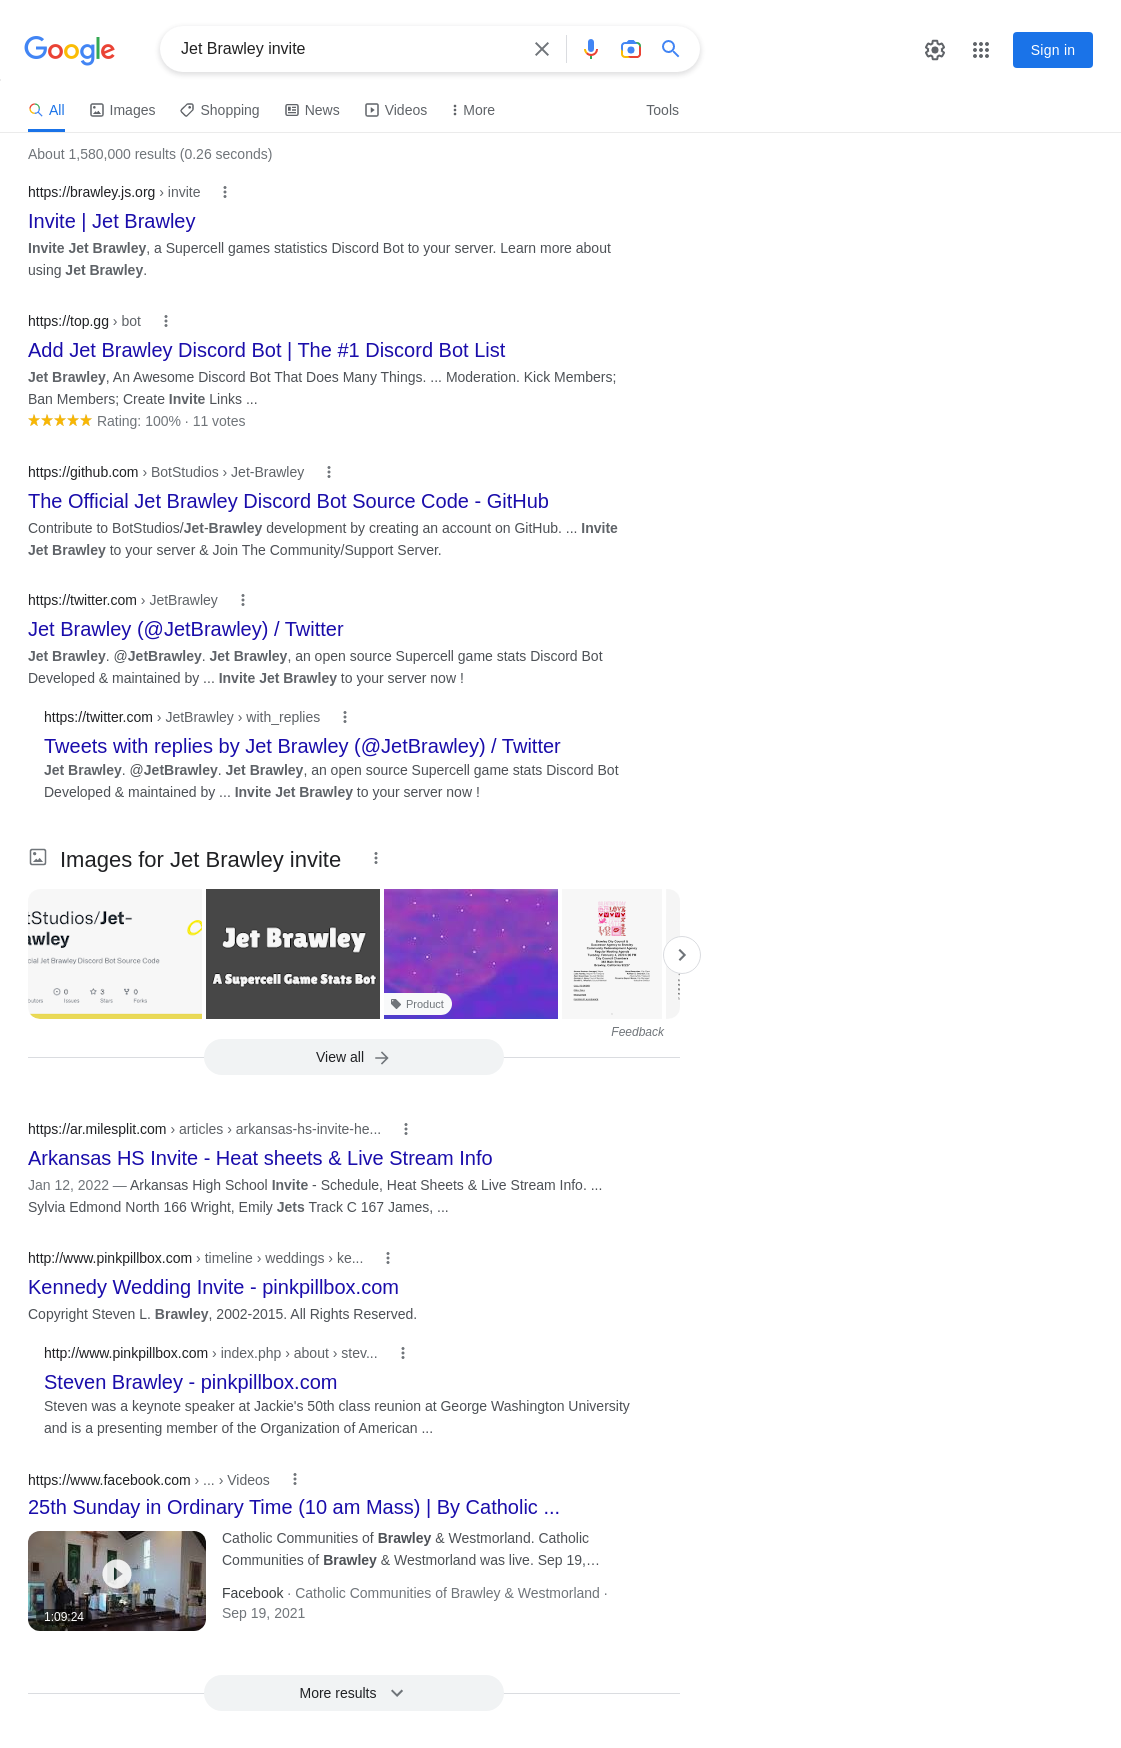 Google
Jet Brawley invite
Sign in
All
Images
Shopping
News
Videos
More
Tools
About 1,580,000 results (0.26 seconds)
https://brawley.js.org › invite
Invite | Jet Brawley
Invite Jet Brawley, a Supercell games statistics Discord Bot to your server. Learn more about
using Jet Brawley.
https://top.gg › bot
Add Jet Brawley Discord Bot | The #1 Discord Bot List
Jet Brawley, An Awesome Discord Bot That Does Many Things. ... Moderation. Kick Members;
Ban Members; Create Invite Links ...
Rating: 100% · 11 votes
https://github.com › BotStudios › Jet-Brawley
The Official Jet Brawley Discord Bot Source Code - GitHub
Contribute to BotStudios/Jet-Brawley development by creating an account on GitHub. ... Invite
Jet Brawley to your server & Join The Community/Support Server.
https://twitter.com › JetBrawley
Jet Brawley (@JetBrawley) / Twitter
Jet Brawley. @JetBrawley. Jet Brawley, an open source Supercell game stats Discord Bot
Developed & maintained by ... Invite Jet Brawley to your server now !
https://twitter.com › JetBrawley › with_replies
Tweets with replies by Jet Brawley (@JetBrawley) / Twitter
Jet Brawley. @JetBrawley. Jet Brawley, an open source Supercell game stats Discord Bot
Developed & maintained by ... Invite Jet Brawley to your server now !
Images for Jet Brawley invite
tStudios/Jet-
awley
cial Jet Brawley Discord Bot Source Code
0
3
0
butors
Issues
Stars
Forks
Jet Brawley
A Supercell Game Stats Bot
Product
Feedback
View all
https://ar.milesplit.com › articles › arkansas-hs-invite-he...
Arkansas HS Invite - Heat sheets & Live Stream Info
Jan 12, 2022 — Arkansas High School Invite - Schedule, Heat Sheets & Live Stream Info. ...
Sylvia Edmond North 166 Wright, Emily Jets Track C 167 James, ...
http://www.pinkpillbox.com › timeline › weddings › ke...
Kennedy Wedding Invite - pinkpillbox.com
Copyright Steven L. Brawley, 2002-2015. All Rights Reserved.
http://www.pinkpillbox.com › index.php › about › stev...
Steven Brawley - pinkpillbox.com
Steven was a keynote speaker at Jackie's 50th class reunion at George Washington University
and is a presenting member of the Organization of American ...
https://www.facebook.com › ... › Videos
25th Sunday in Ordinary Time (10 am Mass) | By Catholic ...
1:09:24
Catholic Communities of Brawley & Westmorland. Catholic
Communities of Brawley & Westmorland was live. Sep 19,…
Facebook · Catholic Communities of Brawley & Westmorland ·
Sep 19, 2021
More results